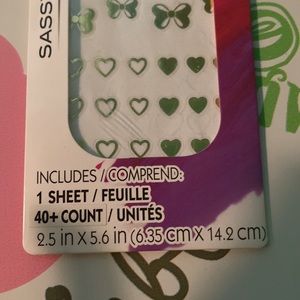 SASS
INCLUDES / COMPREND:
1 SHEET / FEUILLE
40+ COUNT / UNITÉS
2.5 in X 5.6 in (6.35 cm X 14.2 cm)